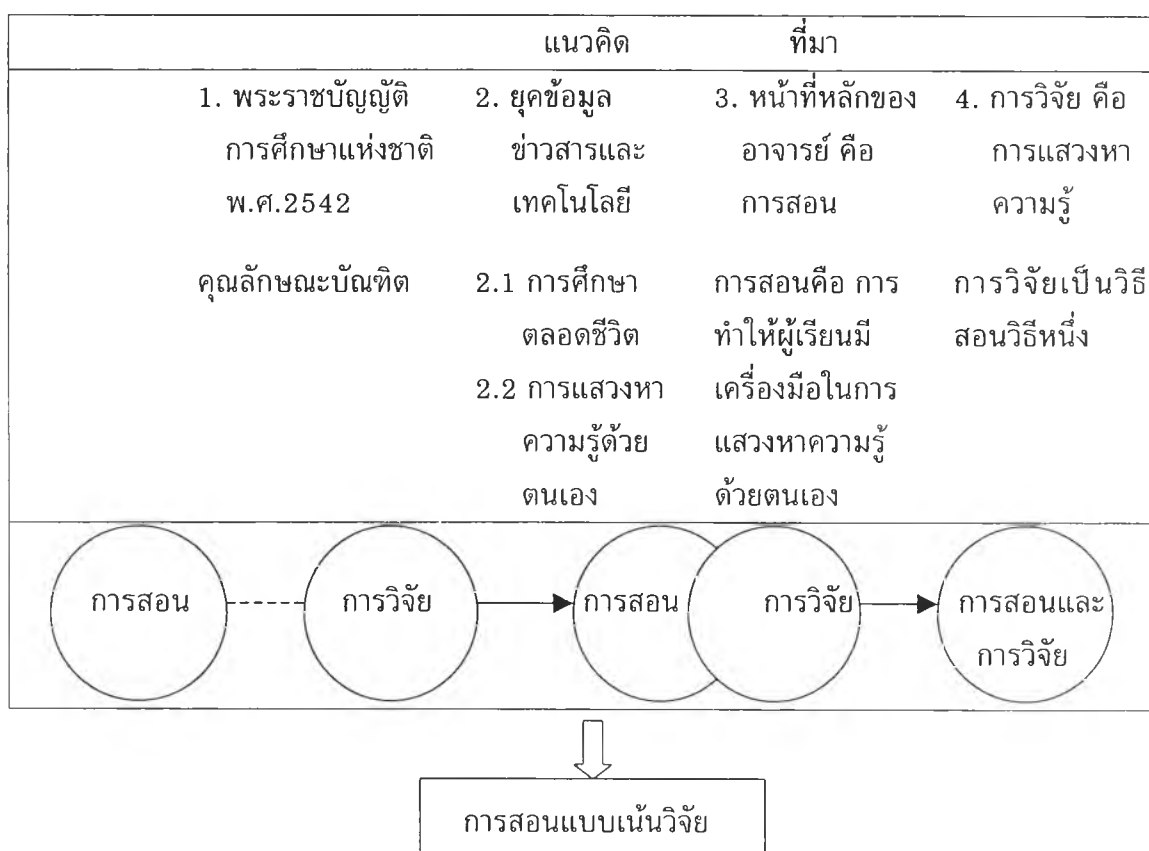 แนวคิด ที่มา
1. พระราชบัญญัติ
การศึกษาแห่งชาติ
พ.ศ.2542
คุณลักษณะบัณฑิต
2. ยุคข้อมูล
ข่าวสารและ
เทคโนโลยี
2.1 การศึกษา
ตลอดชีวิต
2.2 การแสวงหา
ความรู้ด้วย
ตนเอง
3. หน้าที่หลักของ
อาจารย์ คือ
การสอน
การสอนคือ การ
ทำให้ผู้เรียนมี
เครื่องมือในการ
แสวงหาความรู้
ด้วยตนเอง
4. การวิจัย คือ
การแสวงหา
ความรู้
การวิจัยเป็นวิธี
สอนวิธีหนึ่ง
การสอน
การวิจัย
การสอน
การวิจัย
การสอนและ
การวิจัย
การสอนแบบเน้นวิจัย